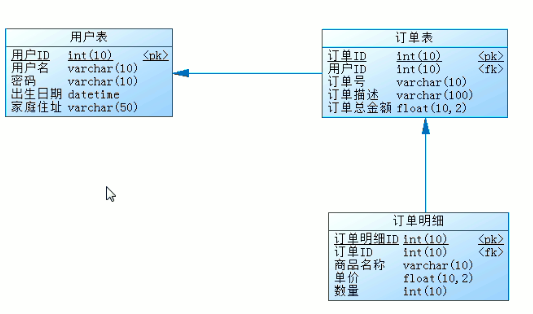 用户表
用户ID int(10) <pk>
用户名 varchar(10)
密码 varchar(10)
出生日期 datetime
家庭住址 varchar(50)
订单表
订单ID int(10) <pk>
用户ID int(10) <fk>
订单号 varchar(10)
订单描述 varchar(100)
订单总金额 float(10,2)
订单明细
订单明细ID int(10) <pk>
订单ID int(10) <fk>
商品名称 varchar(10)
单价 float(10,2)
数量 int(10)